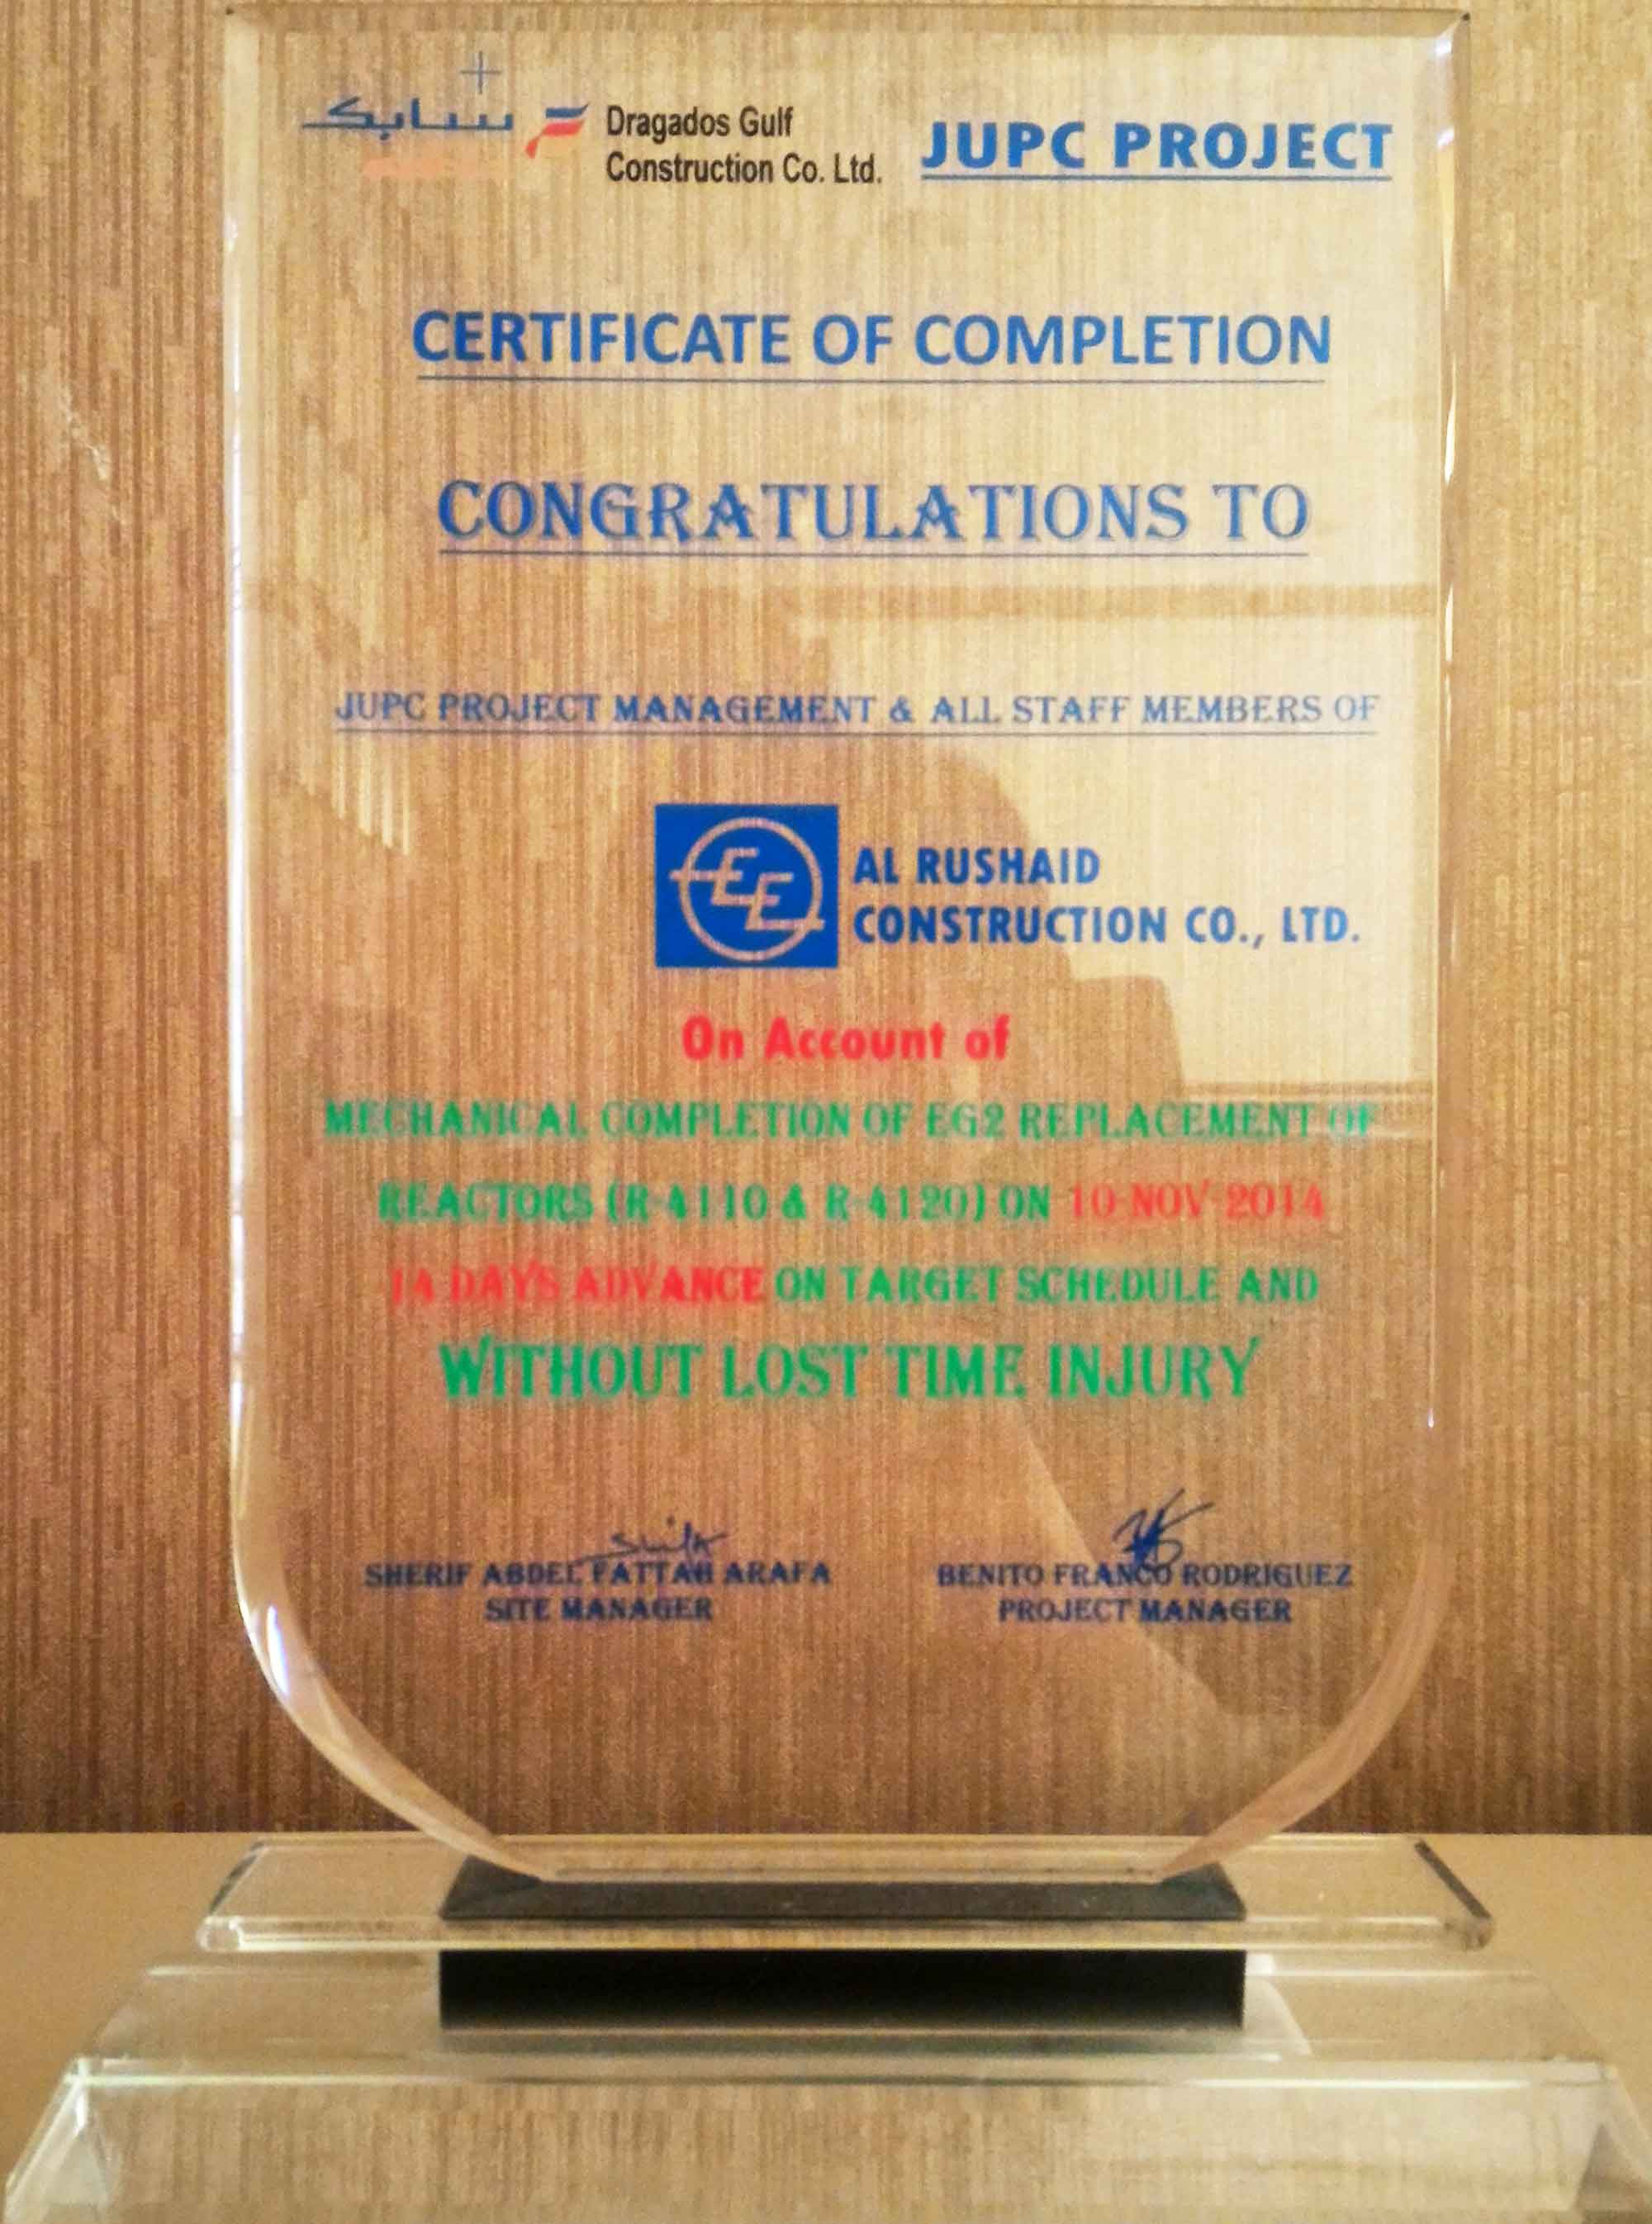 سابك
Dragados Gulf
Construction Co. Ltd.
JUPC PROJECT
CERTIFICATE OF COMPLETION
CONGRATULATIONS TO
JUPC PROJECT MANAGEMENT & ALL STAFF MEMBERS OF
AL RUSHAID
CONSTRUCTION CO., LTD.
On Account of
MECHANICAL COMPLETION OF EG2 REPLACEMENT OF
REACTORS (R-4110 & R-4120) ON 10-NOV-2014
14 DAYS ADVANCE ON TARGET SCHEDULE AND
WITHOUT LOST TIME INJURY
SHERIF ABDEL FATTAH ARAFA
SITE MANAGER
BENITO FRANCO RODRIGUEZ
PROJECT MANAGER